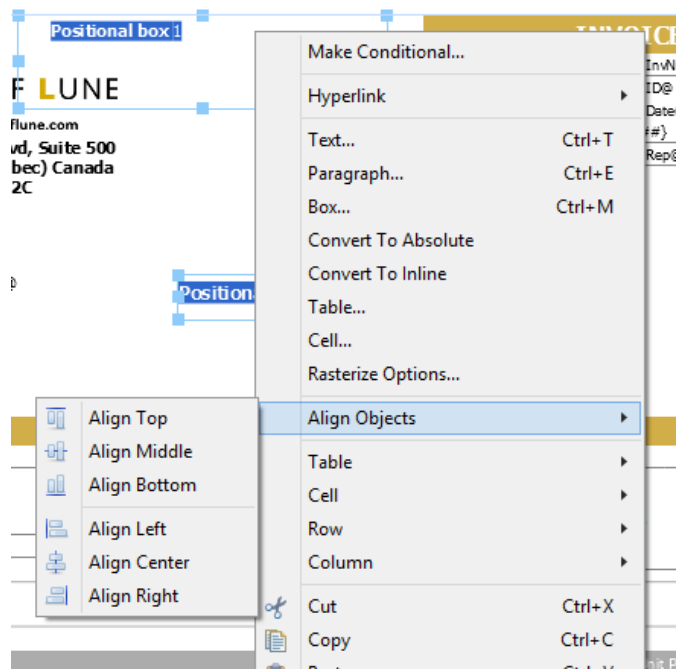 Positional box 1
INVOICE
Make Conditional...
InvN
F LUNE
ID@
Hyperlink
Date
flune.com
Text... Ctrl+T
##}
vd, Suite 500
Rep@
bec) Canada
Paragraph... Ctrl+E
2C
Box... Ctrl+M
Convert To Absolute
Convert To Inline
@
Position
Table...
Cell...
Rasterize Options...
Align Objects
Align Top
Align Middle
Align Bottom
Align Left
Align Center
Align Right
Table
Cell
Row
Column
Cut Ctrl+X
Copy Ctrl+C